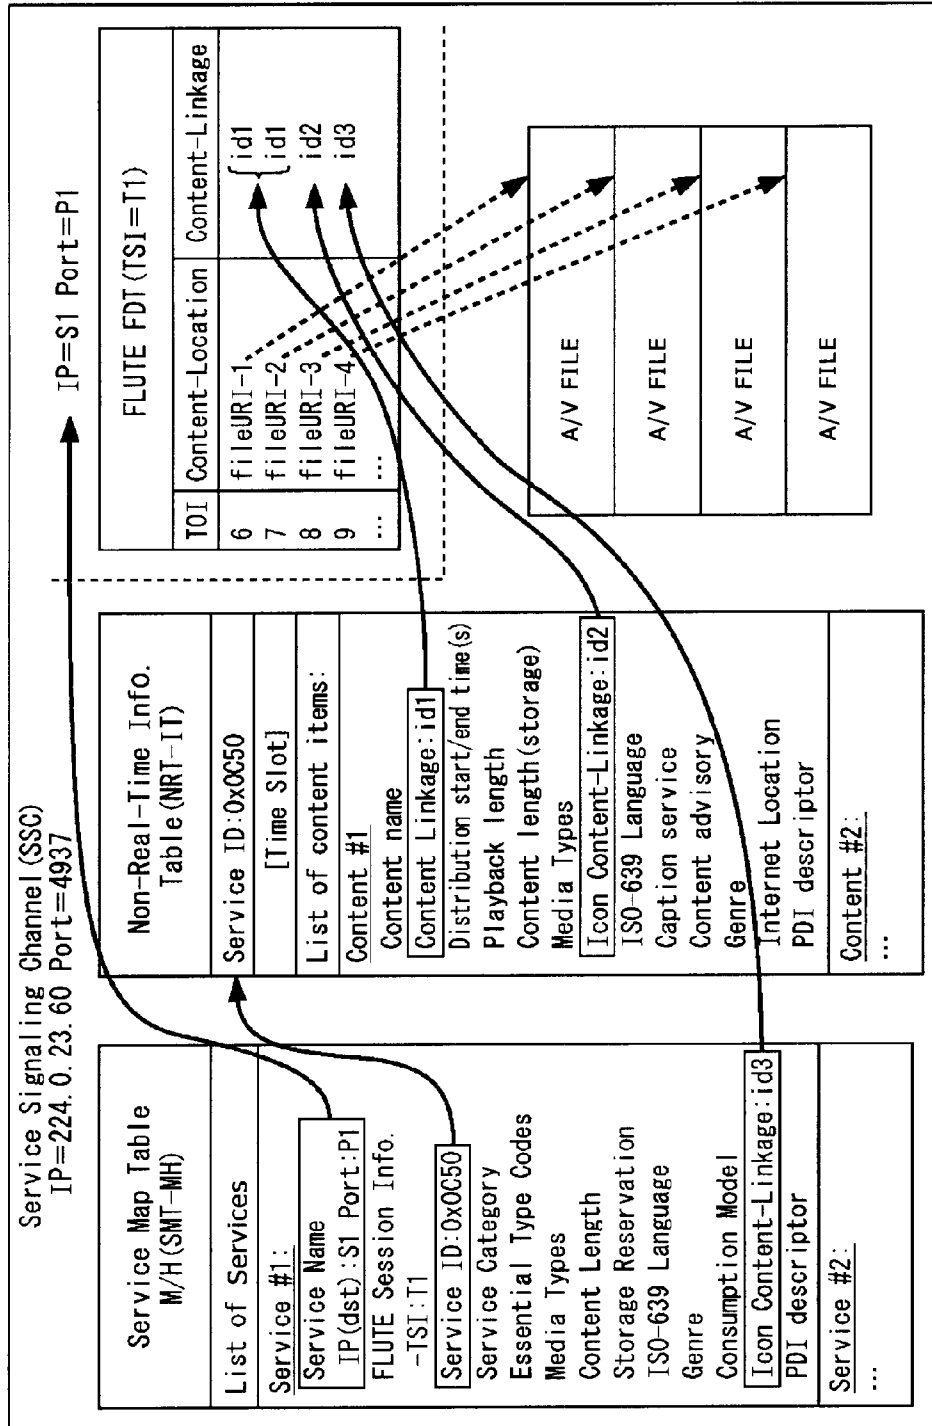 Service Signaling Channel(SSC)
IP=224.0.23.60 Port=4937
IP=S1 Port=P1
Service Map Table
M/H(SMT-MH)
List of Services
Service #1:
Service Name
IP(dst):S1 Port:P1
FLUTE Session Info.
-TSI:T1
Service ID:0x0C50
Service Category
Essential Type Codes
Media Types
Content Length
Storage Reservation
ISO-639 Language
Genre
Consumption Model
Icon Content-Linkage:id3
PDI descriptor
Service #2:
...
Non-Real-Time Info.
Table(NRT-IT)
Service ID:0x0C50
[Time Slot]
List of content items:
Content #1
Content name
Content Linkage:id1
Distribution start/end time(s)
Playback length
Content length(storage)
Media Types
Icon Content-Linkage:id2
ISO-639 Language
Caption service
Content advisory
Genre
Internet Location
PDI descriptor
Content #2:
...
FLUTE FDT(TSI=T1)
TOI Content-Location Content-Linkage
6 fileURI-1 id1
7 fileURI-2 id1
8 fileURI-3 id2
9 fileURI-4 id3
... ...
A/V FILE
A/V FILE
A/V FILE
A/V FILE